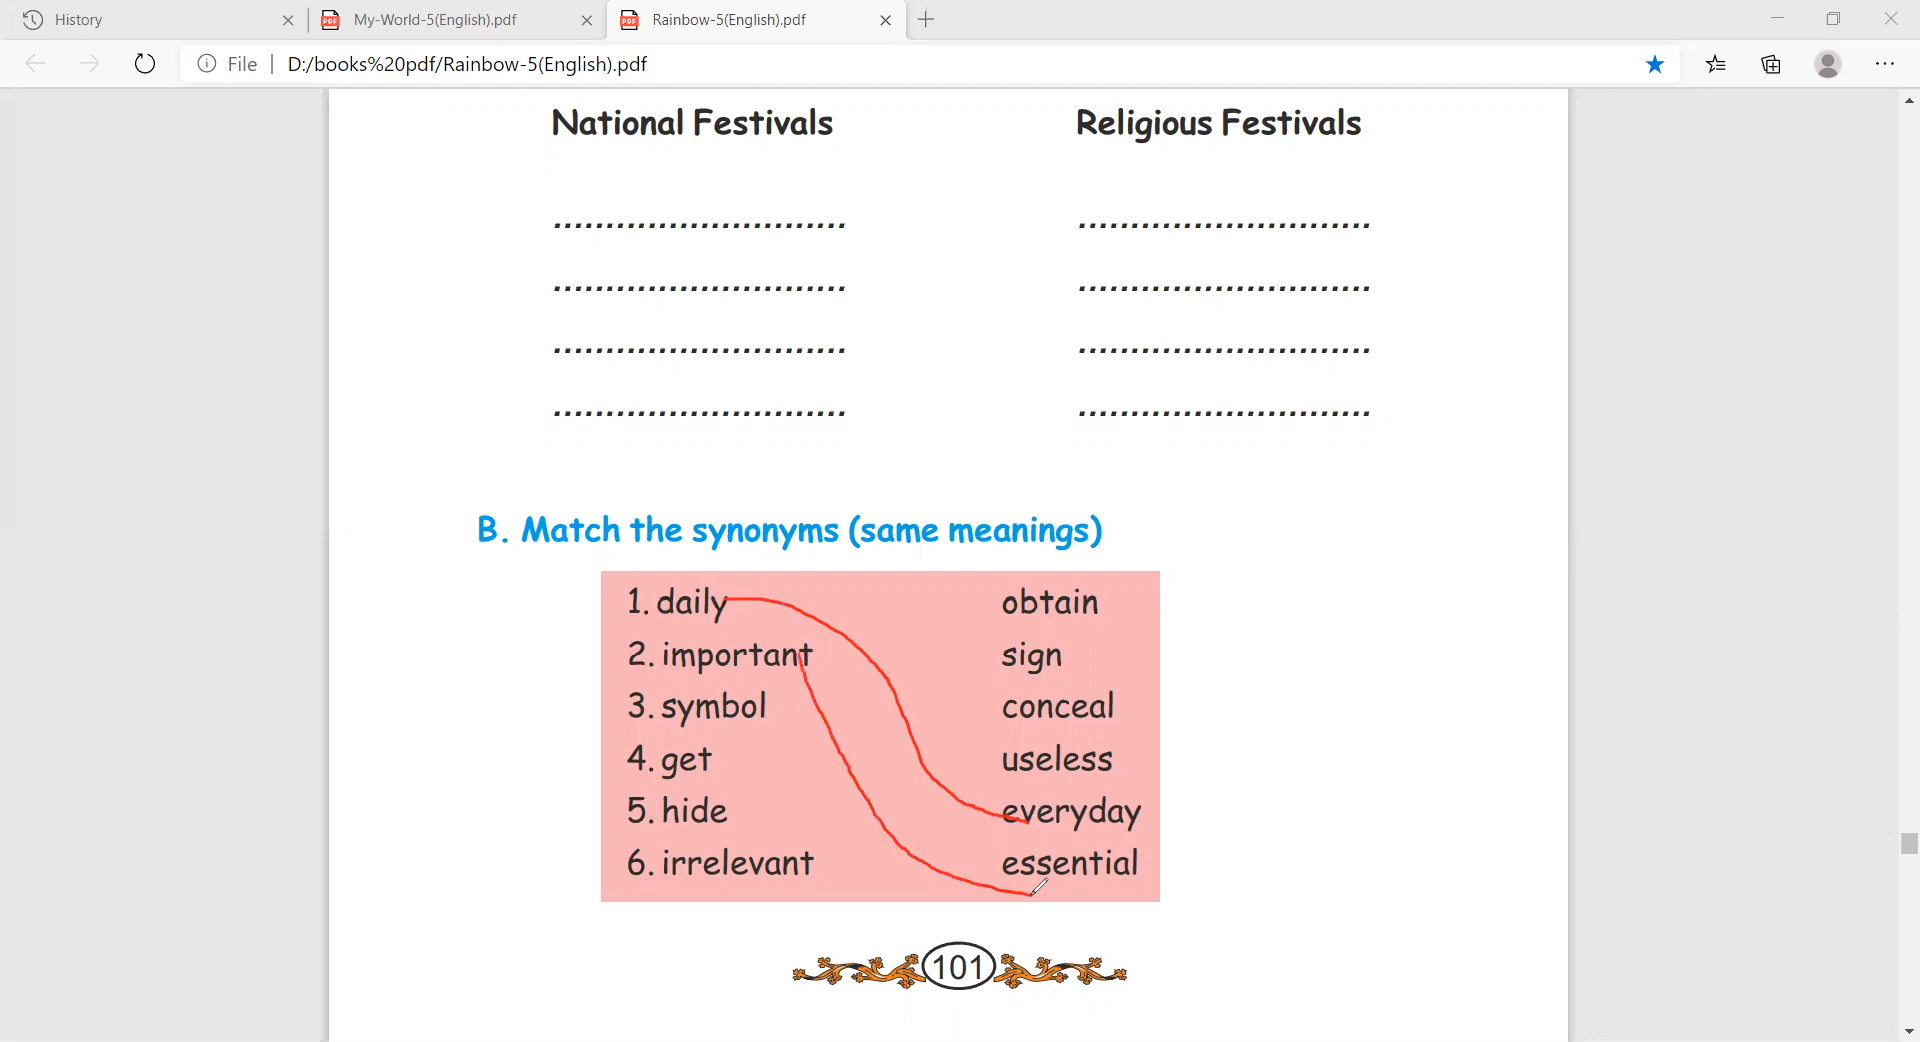 History
My-World-5(English).pdf
Rainbow-5(English).pdf
File
D:/books%20pdf/Rainbow-5(English).pdf
National Festivals Religious Festivals
........................... ...........................
........................... ...........................
........................... ...........................
........................... ...........................
B. Match the synonyms (same meanings)
1. daily obtain
2. important sign
3. symbol conceal
4. get useless
5. hide everyday
6. irrelevant essential
101